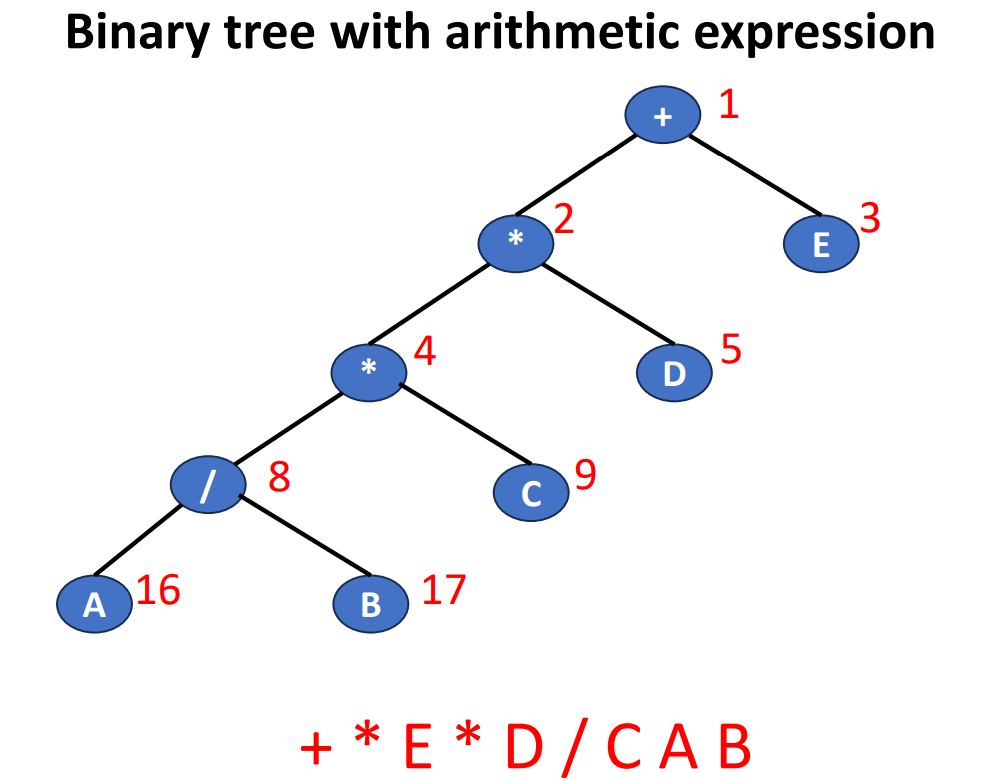 Binary tree with arithmetic expression
+ 1
* 2
E 3
* 4
D 5
/ 8
C 9
A 16
B 17
+ * E * D / C A B